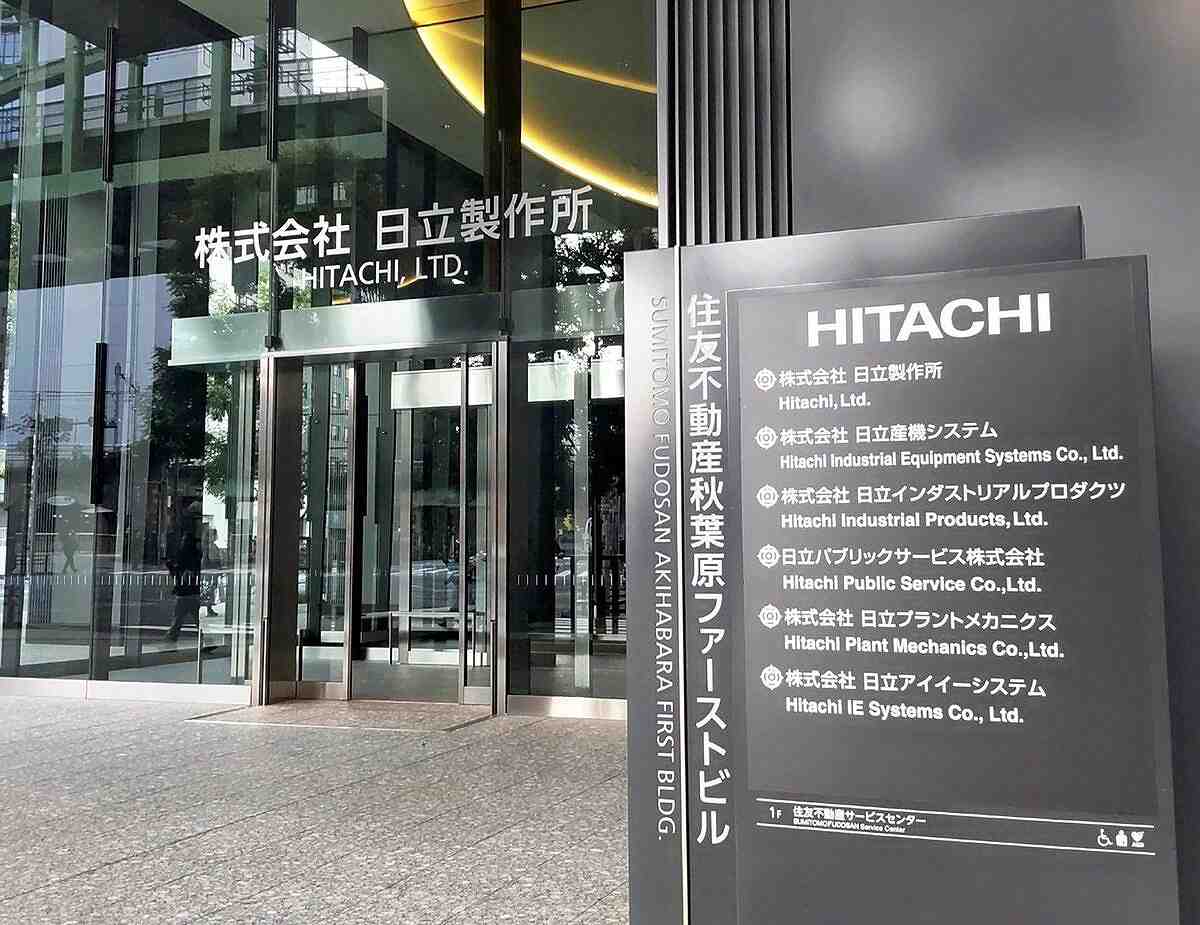 株式会社 日立製作所
HITACHI, LTD.
住友不動産秋葉原ファーストビル
SUMITOMO FUDOSAN AKIHABARA FIRST BLDG.
HITACHI
株式会社 日立製作所
Hitachi, Ltd.
株式会社 日立産機システム
Hitachi Industrial Equipment Systems Co., Ltd.
株式会社 日立インダストリアルプロダクツ
Hitachi Industrial Products, Ltd.
日立パブリックサービス株式会社
Hitachi Public Service Co.,Ltd.
株式会社 日立プラントメカニクス
Hitachi Plant Mechanics Co.,Ltd.
株式会社 日立アイイーシステム
Hitachi IE Systems Co., Ltd.
1F 住友不動産サービスセンター
SUMITOMO FUDOSAN Service Center